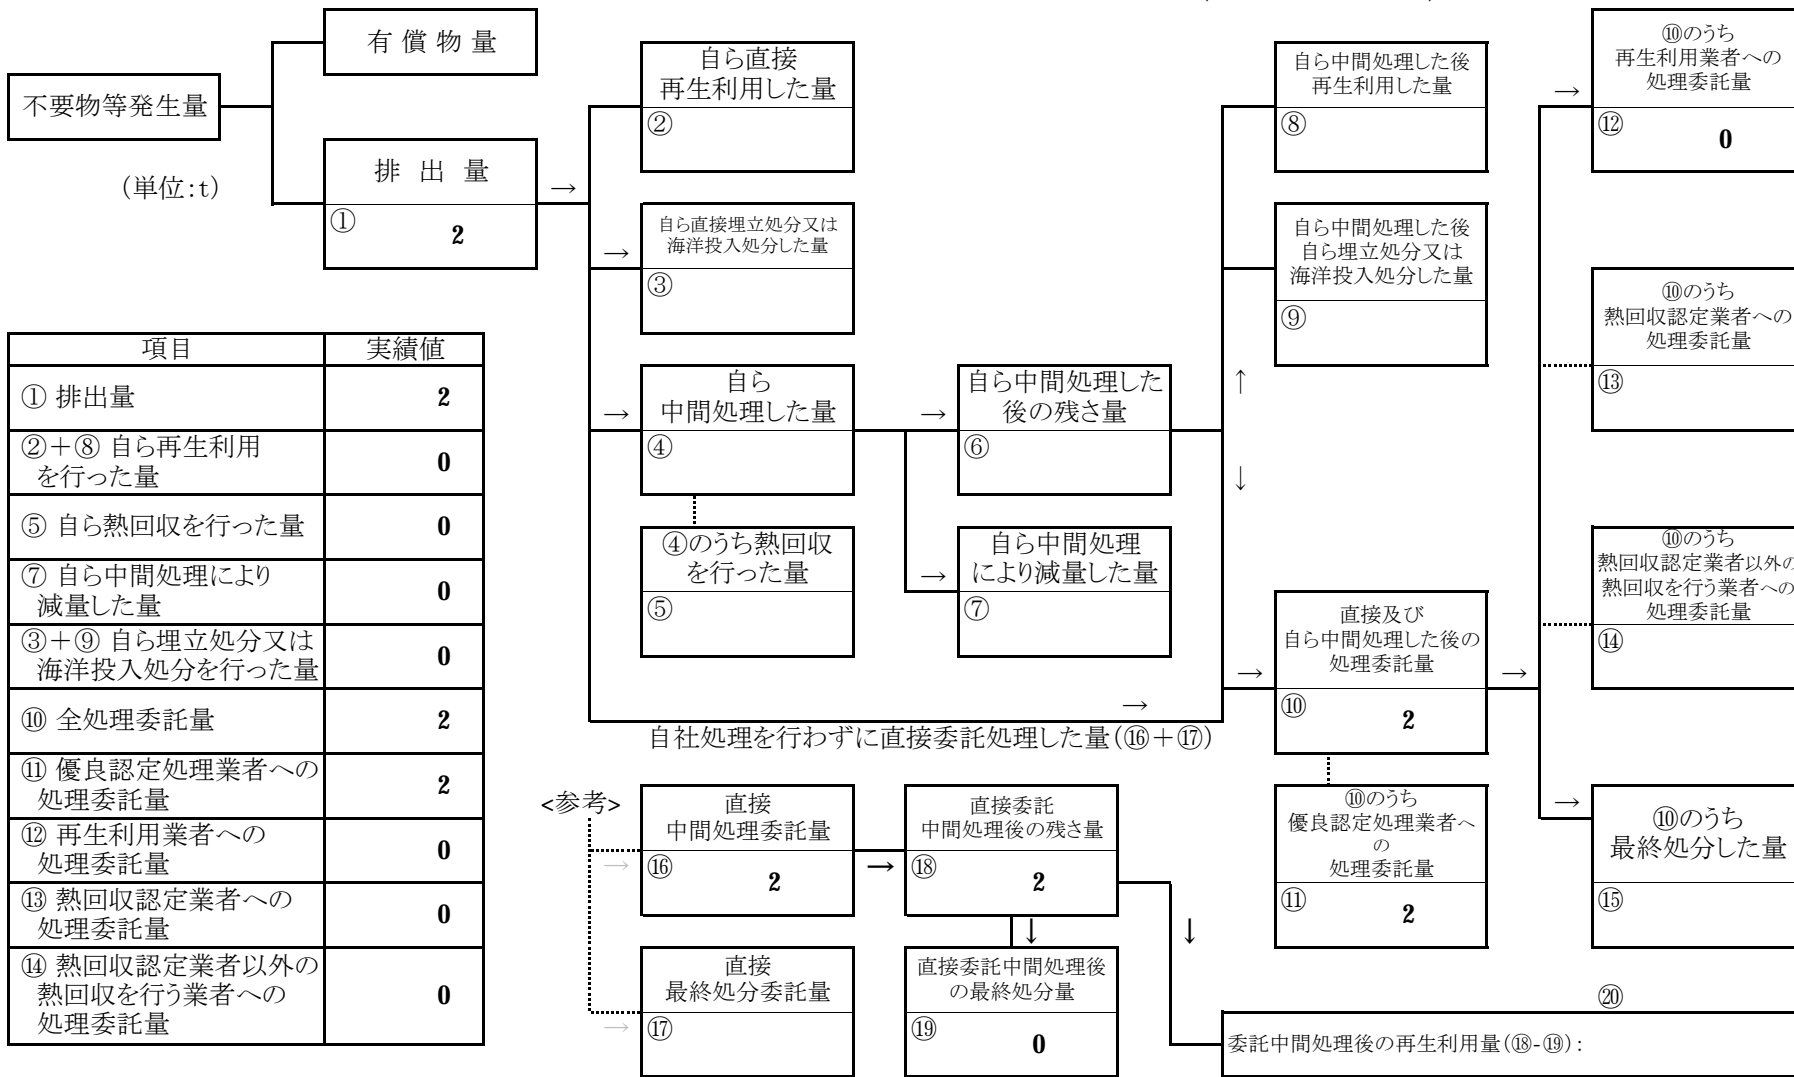 有償物量
不要物等発生量
(単位:t)
排出量
①
2
→
自ら直接
再生利用した量
②
→
自ら直接埋立処分又は
海洋投入処分した量
③
→
自ら
中間処理した量
④
④のうち熱回収
を行った量
⑤
→
自ら中間処理した
後の残さ量
⑥
→
自ら中間処理
により減量した量
⑦
自ら中間処理した後
再生利用した量
⑧
自ら中間処理した後
自ら埋立処分又は
海洋投入処分した量
⑨
↑
↓
→
直接及び
自ら中間処理した後の
処理委託量
⑩
2
→
→
自社処理を行わずに直接委託処理した量(⑯+⑰)
⑩のうち
優良認定処理業者へ
の
処理委託量
⑪
2
→
⑩のうち
再生利用業者への
処理委託量
⑫
0
⑩のうち
熱回収認定業者への
処理委託量
⑬
⑩のうち
熱回収認定業者以外の
熱回収を行う業者への
処理委託量
⑭
→
⑩のうち
最終処分した量
⑮
項目 実績値
① 排出量 2
②+⑧ 自ら再生利用
を行った量 0
⑤ 自ら熱回収を行った量 0
⑦ 自ら中間処理により
減量した量 0
③+⑨ 自ら埋立処分又は
海洋投入処分を行った量 0
⑩ 全処理委託量 2
⑪ 優良認定処理業者への
処理委託量 2
⑫ 再生利用業者への
処理委託量 0
⑬ 熱回収認定業者への
処理委託量 0
⑭ 熱回収認定業者以外の
熱回収を行う業者への
処理委託量 0
<参考>
→
直接
中間処理委託量
⑯
2
→
直接委託
中間処理後の残さ量
⑱
2
↓
↓
→
直接
最終処分委託量
⑰
直接委託中間処理後
の最終処分量
⑲
0
⑳
委託中間処理後の再生利用量(⑱-⑲):